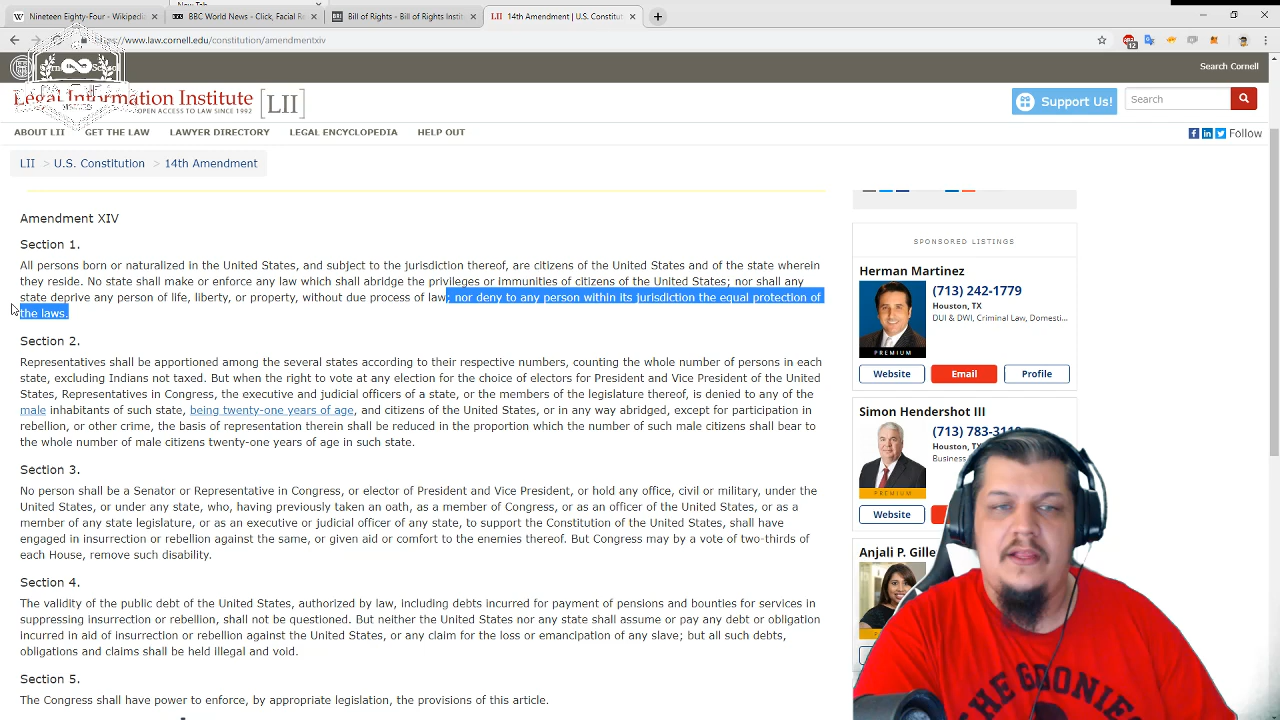 Nineteen Eighty-Four - Wikipedi
BBC World News - Click, Facial Re
Bill of Rights - Bill of Rights Instit
LII 14th Amendment | U.S. Constitut
www.law.cornell.edu/constitution/amendmentxiv
12
Search Cornell
Legal Information Institute [LII]
OPEN ACCESS TO LAW SINCE 1992
Support Us!
Search
ABOUT LII GET THE LAW LAWYER DIRECTORY LEGAL ENCYCLOPEDIA HELP OUT
Follow
LII > U.S. Constitution > 14th Amendment
Amendment XIV
Section 1.
All persons born or naturalized in the United States, and subject to the jurisdiction thereof, are citizens of the United States and of the state wherein
they reside. No state shall make or enforce any law which shall abridge the privileges or immunities of citizens of the United States; nor shall any
state deprive any person of life, liberty, or property, without due process of law; nor deny to any person within its jurisdiction the equal protection of
the laws.
Section 2.
Representatives shall be apportioned among the several states according to their respective numbers, counting the whole number of persons in each
state, excluding Indians not taxed. But when the right to vote at any election for the choice of electors for President and Vice President of the United
States, Representatives in Congress, the executive and judicial officers of a state, or the members of the legislature thereof, is denied to any of the
male inhabitants of such state, being twenty-one years of age, and citizens of the United States, or in any way abridged, except for participation in
rebellion, or other crime, the basis of representation therein shall be reduced in the proportion which the number of such male citizens shall bear to
the whole number of male citizens twenty-one years of age in such state.
Section 3.
No person shall be a Senator or Representative in Congress, or elector of President and Vice President, or hold any office, civil or military, under the
United States, or under any state, who, having previously taken an oath, as a member of Congress, or as an officer of the United States, or as a
member of any state legislature, or as an executive or judicial officer of any state, to support the Constitution of the United States, shall have
engaged in insurrection or rebellion against the same, or given aid or comfort to the enemies thereof. But Congress may by a vote of two-thirds of
each House, remove such disability.
Section 4.
The validity of the public debt of the United States, authorized by law, including debts incurred for payment of pensions and bounties for services in
suppressing insurrection or rebellion, shall not be questioned. But neither the United States nor any state shall assume or pay any debt or obligation
incurred in aid of insurrection or rebellion against the United States, or any claim for the loss or emancipation of any slave; but all such debts,
obligations and claims shall be held illegal and void.
Section 5.
The Congress shall have power to enforce, by appropriate legislation, the provisions of this article.
SPONSORED LISTINGS
Herman Martinez
(713) 242-1779
Houston, TX
DUI & DWI, Criminal Law, Domesti...
PREMIUM
Website Email Profile
Simon Hendershot III
(713) 783-3110
Houston, TX
Business
PREMIUM
Website
Anjali P. Gille
THE GOONIES